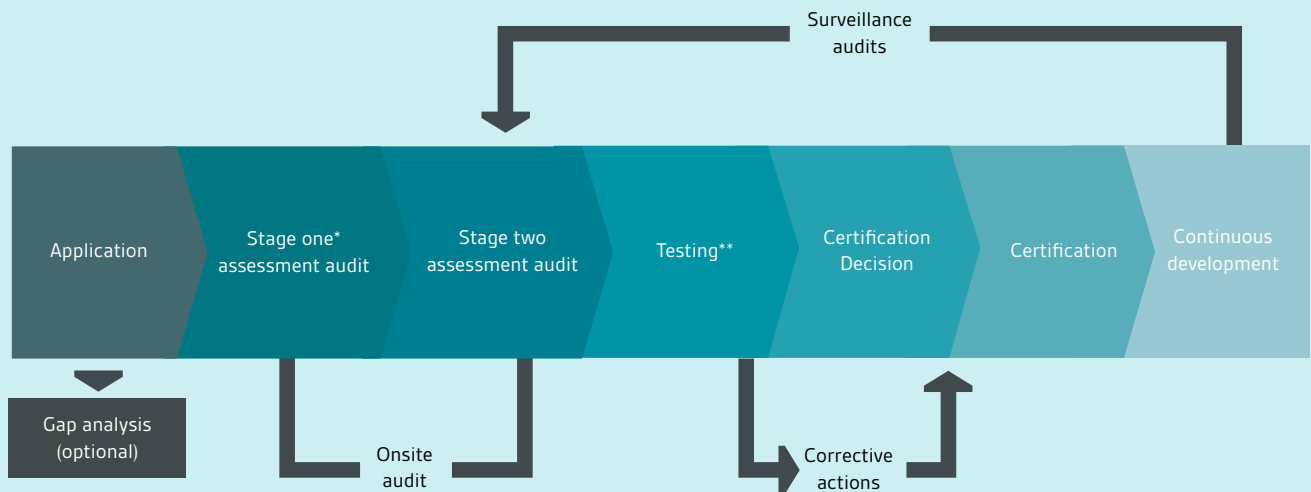 Surveillance
audits
Application
Stage one*
assessment audit
Stage two
assessment audit
Testing**
Certification
Decision
Certification
Continuous
development
Gap analysis
(optional)
Onsite
audit
Corrective
actions